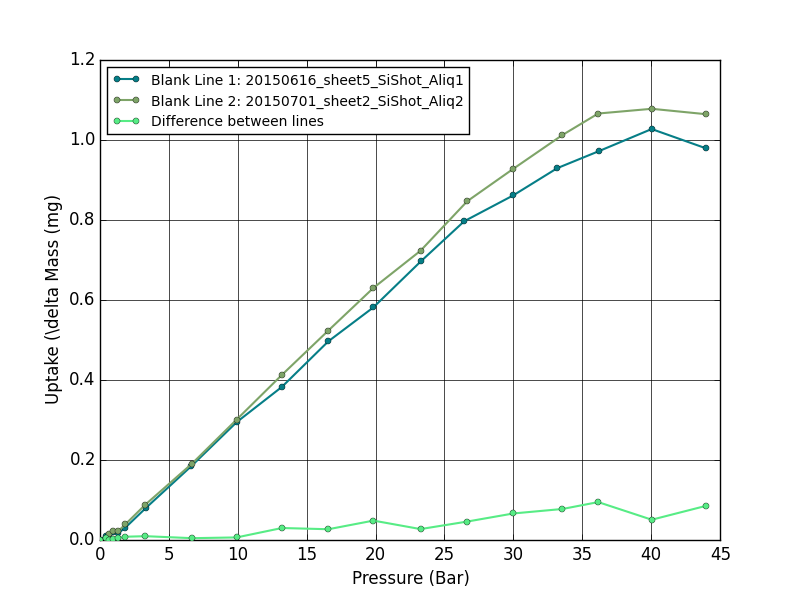 Blank Line 1: 20150616_sheet5_SiShot_Aliq1
Blank Line 2: 20150701_sheet2_SiShot_Aliq2
Difference between lines
1.2
1.0
0.8
0.6
0.4
0.2
0.0
Uptake (\delta Mass (mg)
0 5 10 15 20 25 30 35 40 45
Pressure (Bar)